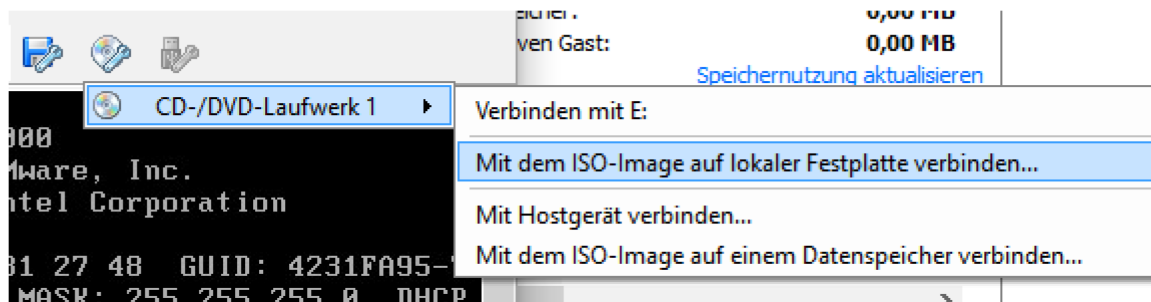 0,00 MB
ven Gast: 0,00 MB
Speichernutzung aktualisieren
CD-/DVD-Laufwerk 1
Verbinden mit E:
Mit dem ISO-Image auf lokaler Festplatte verbinden...
Mit Hostgerät verbinden...
Mit dem ISO-Image auf einem Datenspeicher verbinden...
000
Mware, Inc.
ntel Corporation
31 27 48 GUID: 4231FA95-
MASK: 255.255.255.0 DHCP